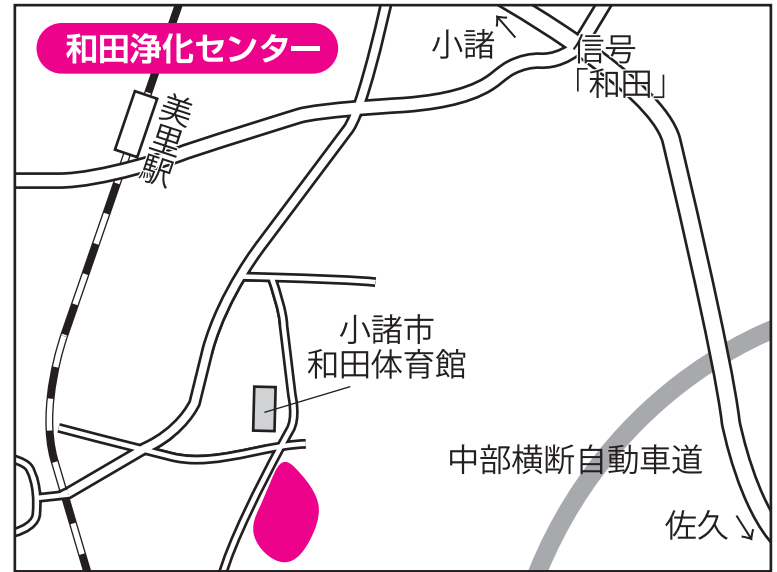 和田浄化センター
小諸
信号
「和田」
美里駅
小諸市
和田体育館
中部横断自動車道
佐久